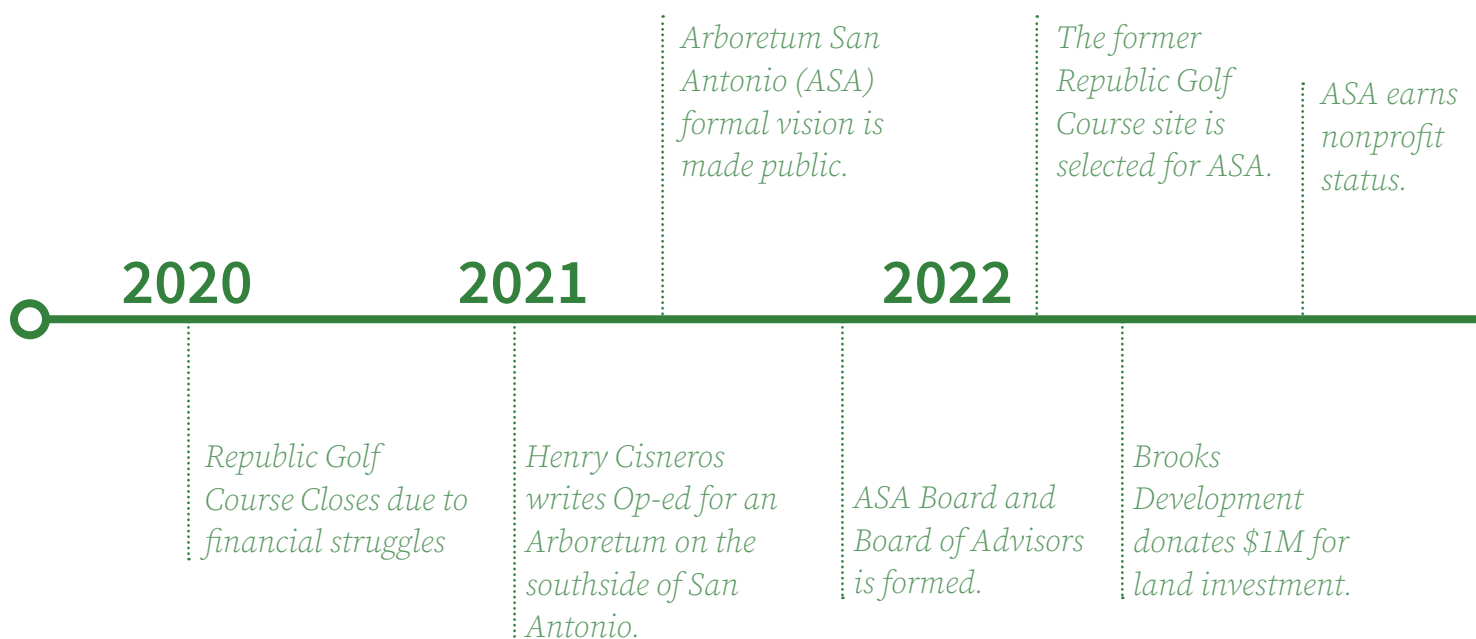 Arboretum San
Antonio (ASA)
formal vision is
made public.
The former
Republic Golf
Course site is
selected for ASA.
ASA earns
nonprofit
status.
2020
2021
2022
Republic Golf
Course Closes due to
financial struggles
Henry Cisneros
writes Op-ed for an
Arboretum on the
southside of San
Antonio.
ASA Board and
Board of Advisors
is formed.
Brooks
Development
donates $1M for
land investment.